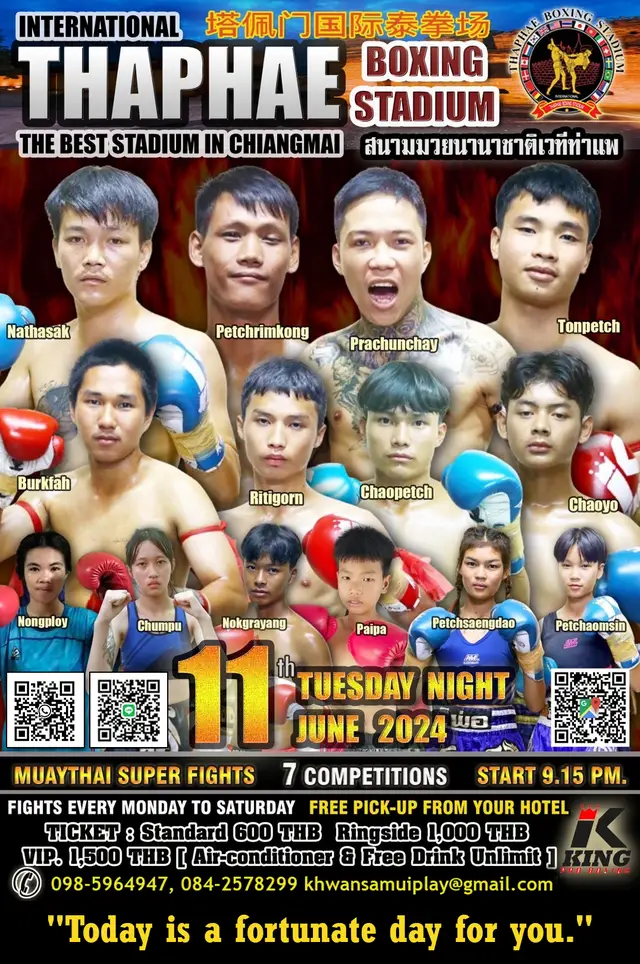 INTERNATIONAL
塔佩门国际泰拳场
THAPHAE
BOXING
STADIUM
THE BEST STADIUM IN CHIANGMAI
สนามมวยนานาชาติเวทีท่าแพ
THAPHAE BOXING STADIUM
INTERNATIONAL
Nathasak
Petchrimkong
Prachunchay
Tonpetch
Burkfah
Ritigorn
Chaopetch
Chaoyo
Nongploy
Chumpu
Nokgrayang
Paipa
Petchsaengdao
Petchaomsin
11th
TUESDAY NIGHT
JUNE 2024
MUAYTHAI SUPER FIGHTS 7 COMPETITIONS START 9.15 PM.
FIGHTS EVERY MONDAY TO SATURDAY FREE PICK-UP FROM YOUR HOTEL
TICKET : Standard 600 THB Ringside 1,000 THB
VIP. 1,500 THB [ Air-conditioner & Free Drink Unlimit ]
K
KING
098-5964947, 084-2578299 khwansamuiplay@gmail.com
"Today is a fortunate day for you."